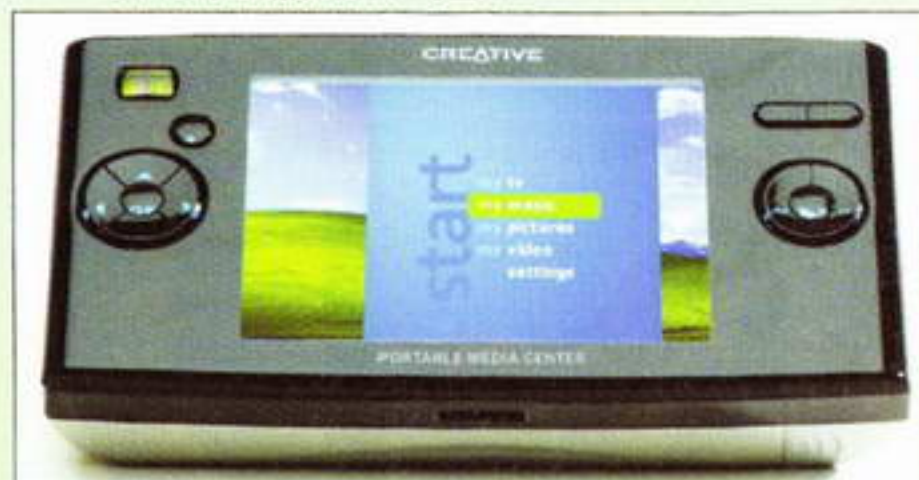 CREATIVE
start
my tv
my music
my pictures
my video
settings
PORTABLE MEDIA CENTER